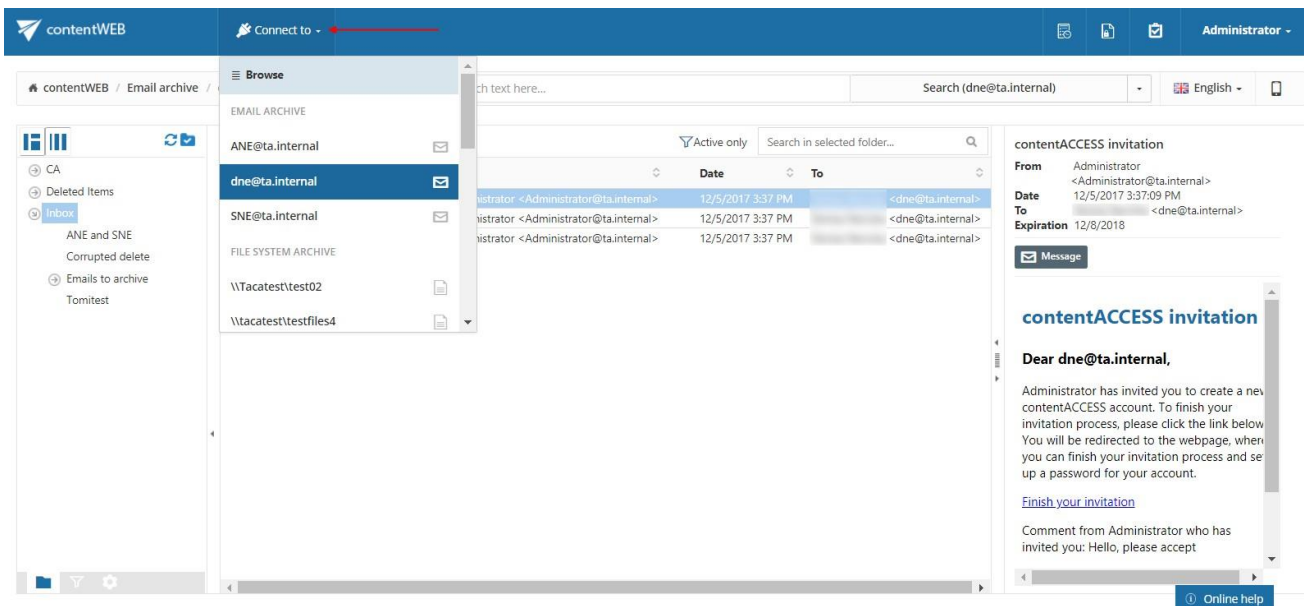 contentWEB
Connect to
Administrator
contentWEB / Email archive /
ch text here...
Search (dne@ta.internal)
English
Browse
EMAIL ARCHIVE
ANE@ta.internal
dne@ta.internal
SNE@ta.internal
FILE SYSTEM ARCHIVE
\\Tacatest\test02
\\tacatest\testfiles4
CA
Deleted Items
Inbox
ANE and SNE
Corrupted delete
Emails to archive
Tomitest
Active only
Search in selected folder...
Date To
nistrator <Administrator@ta.internal> 12/5/2017 3:37 PM <dne@ta.internal>
nistrator <Administrator@ta.internal> 12/5/2017 3:37 PM <dne@ta.internal>
nistrator <Administrator@ta.internal> 12/5/2017 3:37 PM <dne@ta.internal>
contentACCESS invitation
From Administrator
<Administrator@ta.internal>
Date 12/5/2017 3:37:09 PM
To <dne@ta.internal>
Expiration 12/8/2018
Message
contentACCESS invitation
Dear dne@ta.internal,
Administrator has invited you to create a new
contentACCESS account. To finish your
invitation process, please click the link below
You will be redirected to the webpage, where
you can finish your invitation process and se
up a password for your account.
Finish your invitation
Comment from Administrator who has
invited you: Hello, please accept
Online help